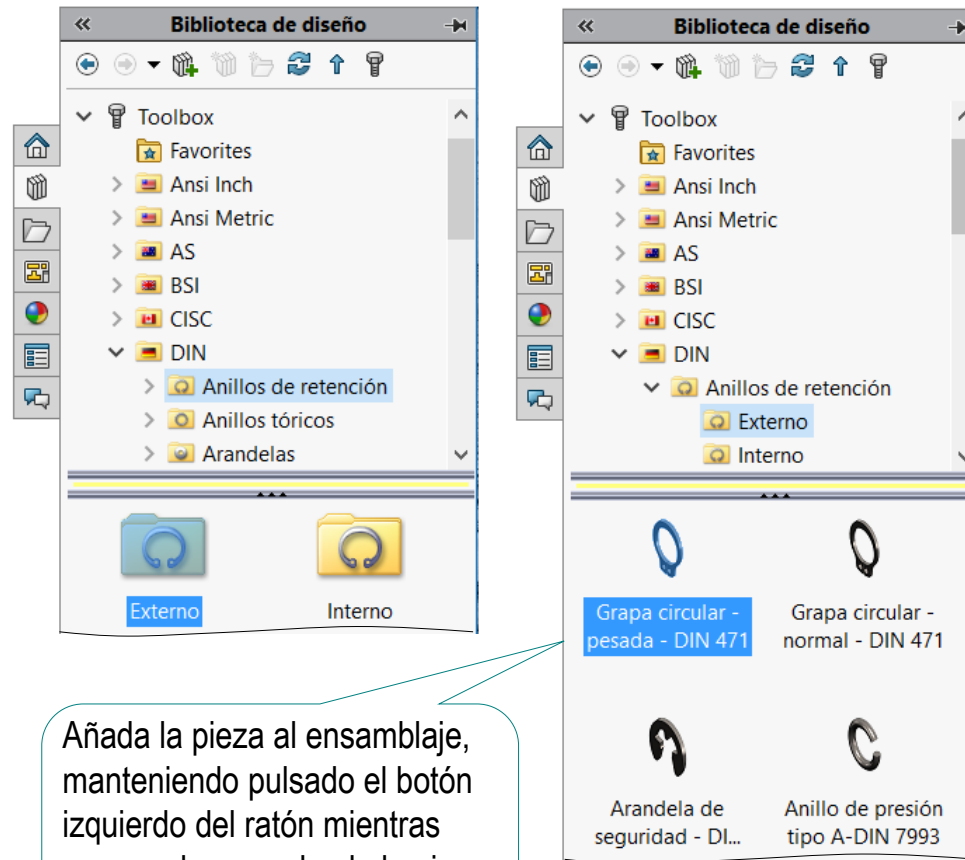 Biblioteca de diseño
Toolbox
Favorites
Ansi Inch
Ansi Metric
AS
BSI
CISC
DIN
Anillos de retención
Anillos tóricos
Arandelas
Externo
Interno
Biblioteca de diseño
Toolbox
Favorites
Ansi Inch
Ansi Metric
AS
BSI
CISC
DIN
Anillos de retención
Externo
Interno
Grapa circular -
pesada - DIN 471
Grapa circular -
normal - DIN 471
Arandela de
seguridad - DI...
Anillo de presión
tipo A-DIN 7993
Añada la pieza al ensamblaje,
manteniendo pulsado el botón
izquierdo del ratón mientras